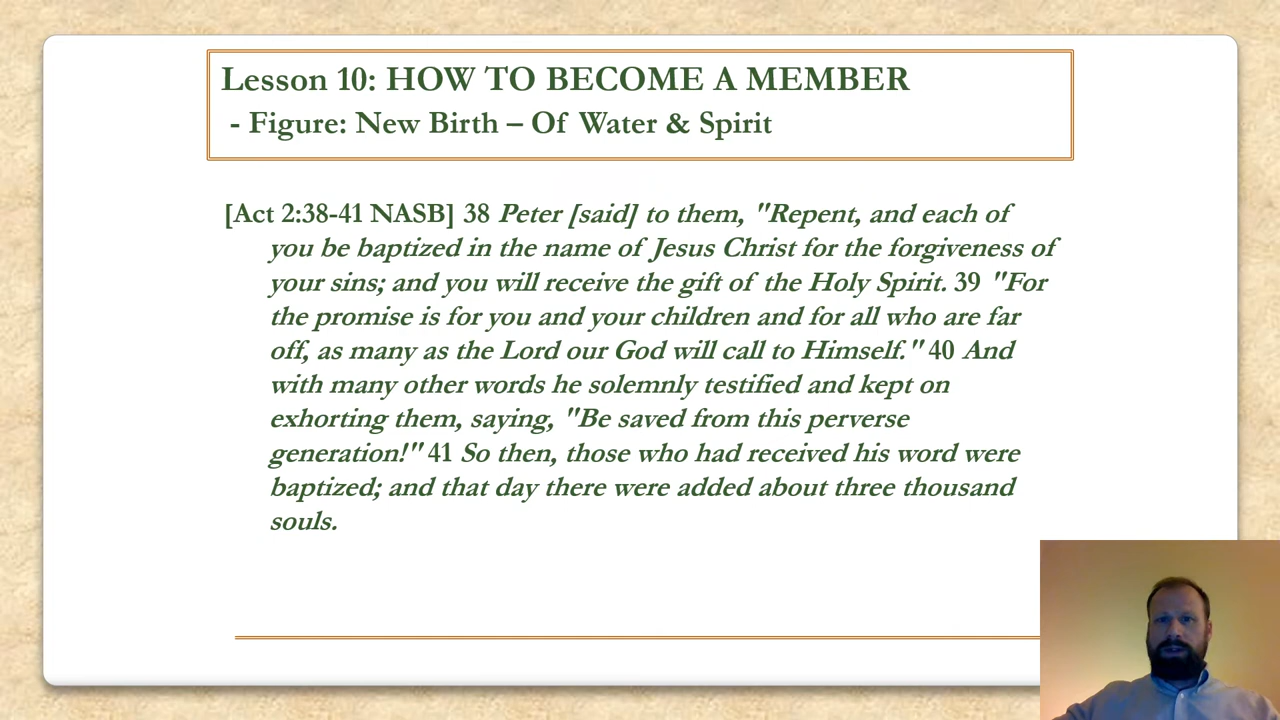 Lesson 10: HOW TO BECOME A MEMBER
- Figure: New Birth – Of Water & Spirit
[Act 2:38-41 NASB] 38 Peter [said] to them, "Repent, and each of
you be baptized in the name of Jesus Christ for the forgiveness of
your sins; and you will receive the gift of the Holy Spirit. 39 "For
the promise is for you and your children and for all who are far
off, as many as the Lord our God will call to Himself." 40 And
with many other words he solemnly testified and kept on
exhorting them, saying, "Be saved from this perverse
generation!" 41 So then, those who had received his word were
baptized; and that day there were added about three thousand
souls.